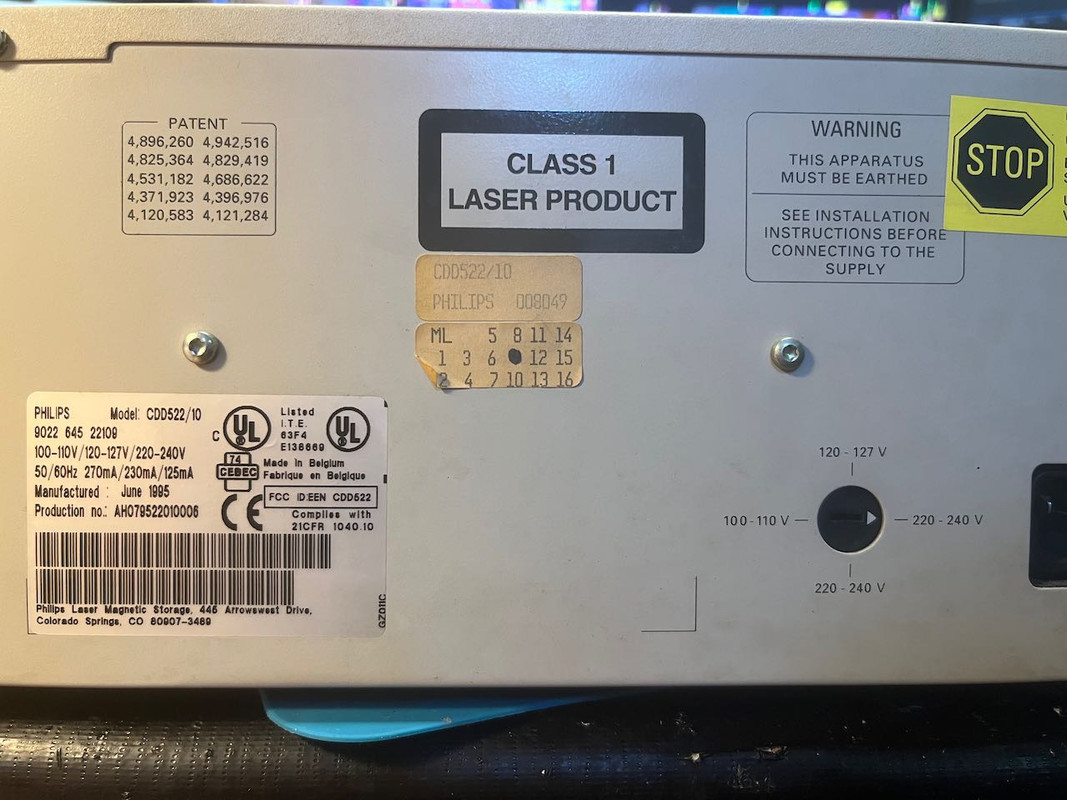 PATENT
4,896,260 4,942,516
4,825,364 4,829,419
4,531,182 4,686,622
4,371,923 4,396,976
4,120,583 4,121,284
CLASS 1
LASER PRODUCT
WARNING
THIS APPARATUS
MUST BE EARTHED
SEE INSTALLATION
INSTRUCTIONS BEFORE
CONNECTING TO THE
SUPPLY
STOP
CDD522/10
PHILIPS 008049
ML 5 8 11 14
1 3 6 12 15
2 4 7 10 13 16
PHILIPS Model: CDD522/10
9022 645 22109
100-110V/120-127V/220-240V
50/60Hz 270mA/230mA/125mA
Manufactured : June 1995
Production no.: AH079522010006
C UL
Listed
I.T.E.
63F4
E138669
UL
74
CEBEC
Made in Belgium
Fabrique en Belgique
CE
FCC ID:EEN CDD522
Complies with
21CFR 1040.10
Philips Laser Magnetic Storage, 445 Arrowswest Drive,
Colorado Springs, CO 80907-3489
GZ011C
120 - 127 V
100 - 110 V
220 - 240 V
220 - 240 V